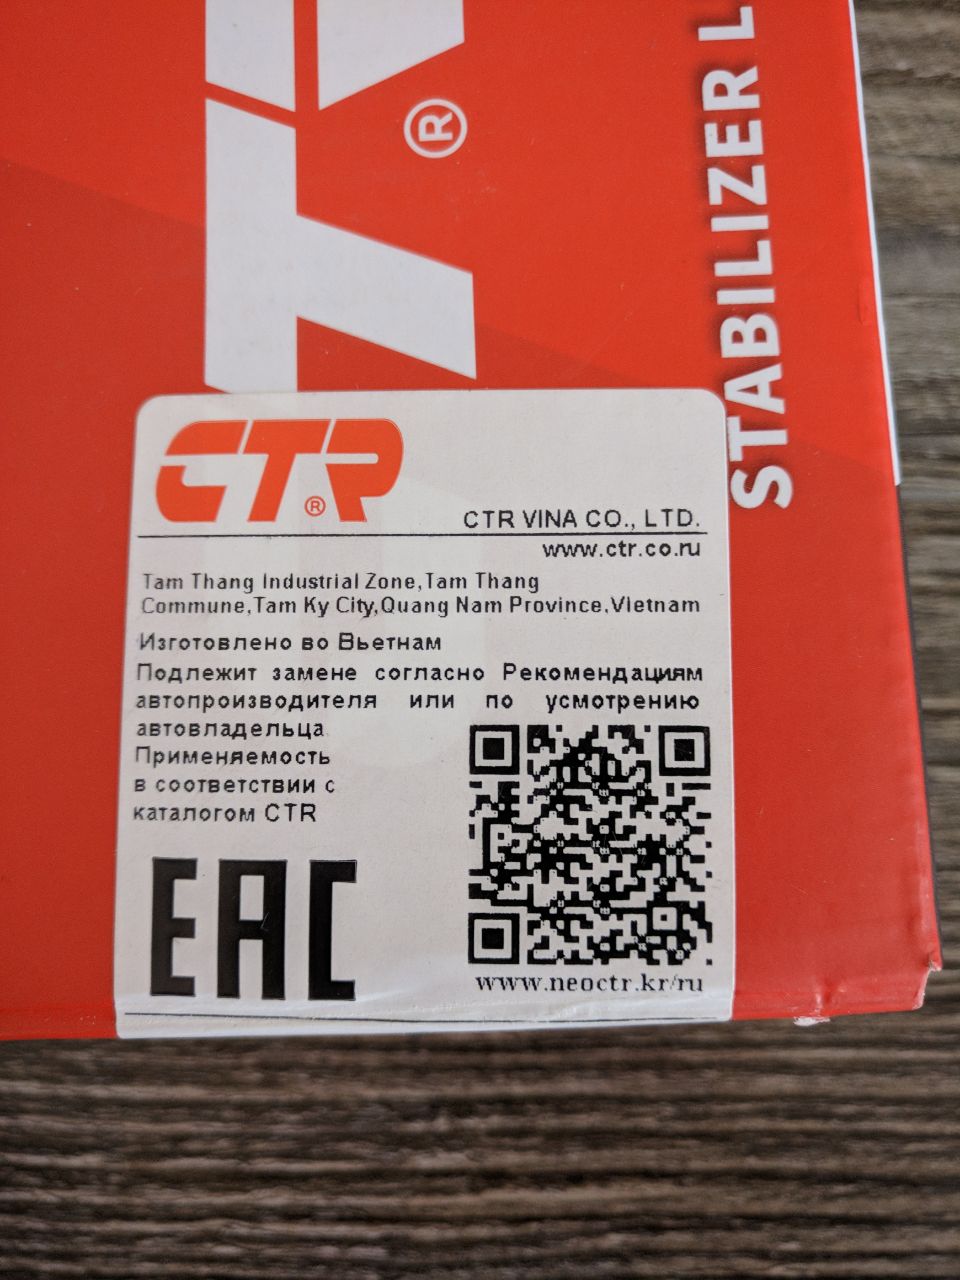 ®
STABILIZER L
CTR®
CTR VINA CO., LTD.
www.ctr.co.ru
Tam Thang Industrial Zone,Tam Thang
Commune,Tam Ky City,Quang Nam Province,Vietnam
Изготовлено во Вьетнам
Подлежит замене согласно Рекомендациям
автопроизводителя или по усмотрению
автовладельца
Применяемость
в соответствии с
каталогом CTR
EAC
www.neoctr.kr/ru